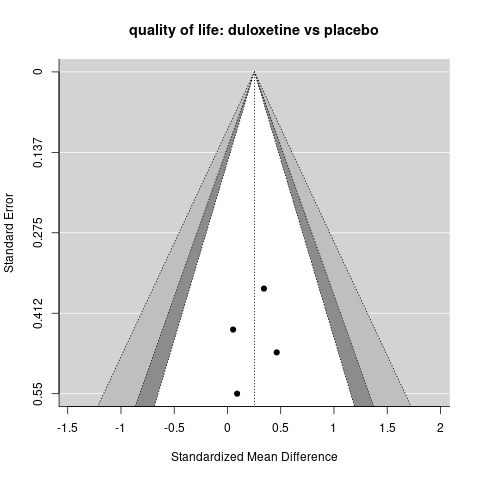 quality of life: duloxetine vs placebo
Standard Error
0
0.137
0.275
0.412
0.55
-1.5 -1 -0.5 0 0.5 1 1.5 2
Standardized Mean Difference